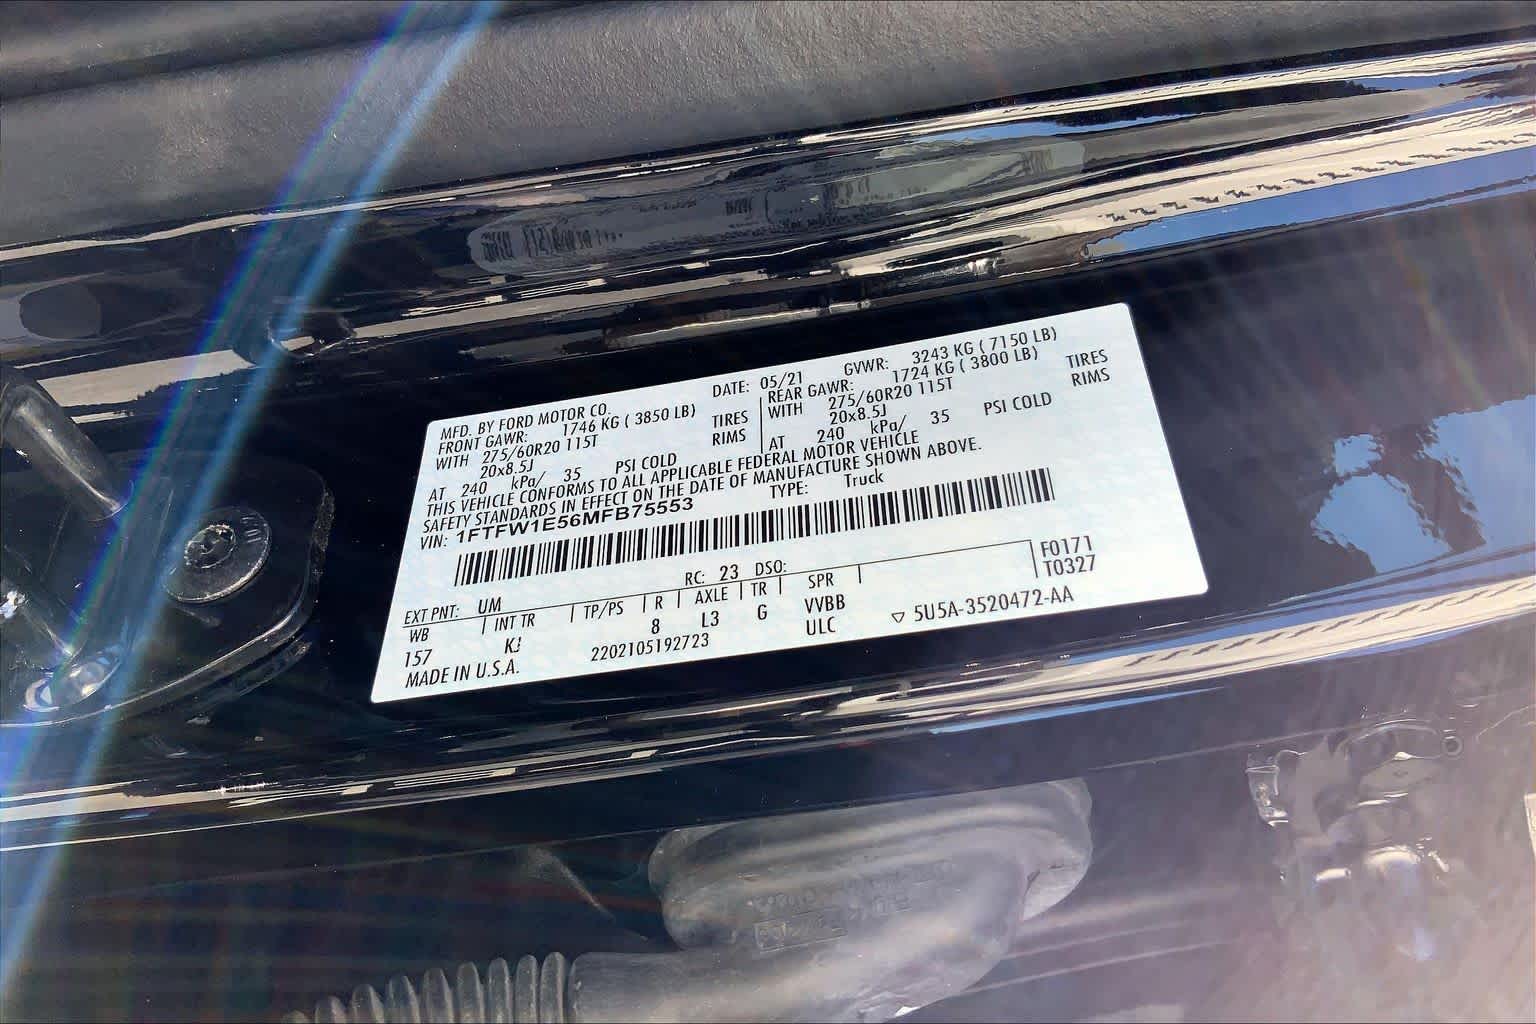 MFD. BY FORD MOTOR CO. DATE: 05/21 GVWR: 3243 KG ( 7150 LB)
FRONT GAWR: 1746 KG ( 3850 LB) REAR GAWR: 1724 KG ( 3800 LB)
WITH 275/60R20 115T TIRES WITH 275/60R20 115T TIRES
20x8.5J RIMS 20x8.5J RIMS
AT 240 kPa/ 35 PSI COLD AT 240 kPa/ 35 PSI COLD
THIS VEHICLE CONFORMS TO ALL APPLICABLE FEDERAL MOTOR VEHICLE
SAFETY STANDARDS IN EFFECT ON THE DATE OF MANUFACTURE SHOWN ABOVE.
VIN: 1FTFW1E56MFB75553 TYPE: Truck
F0171
T0327
EXT PNT: UM RC: 23 DSO:
WB INT TR TP/PS R AXLE TR SPR
157 KJ 8 L3 G VVBB
ULC
MADE IN U.S.A. 2202105192723 ▽ 5U5A-3520472-AA